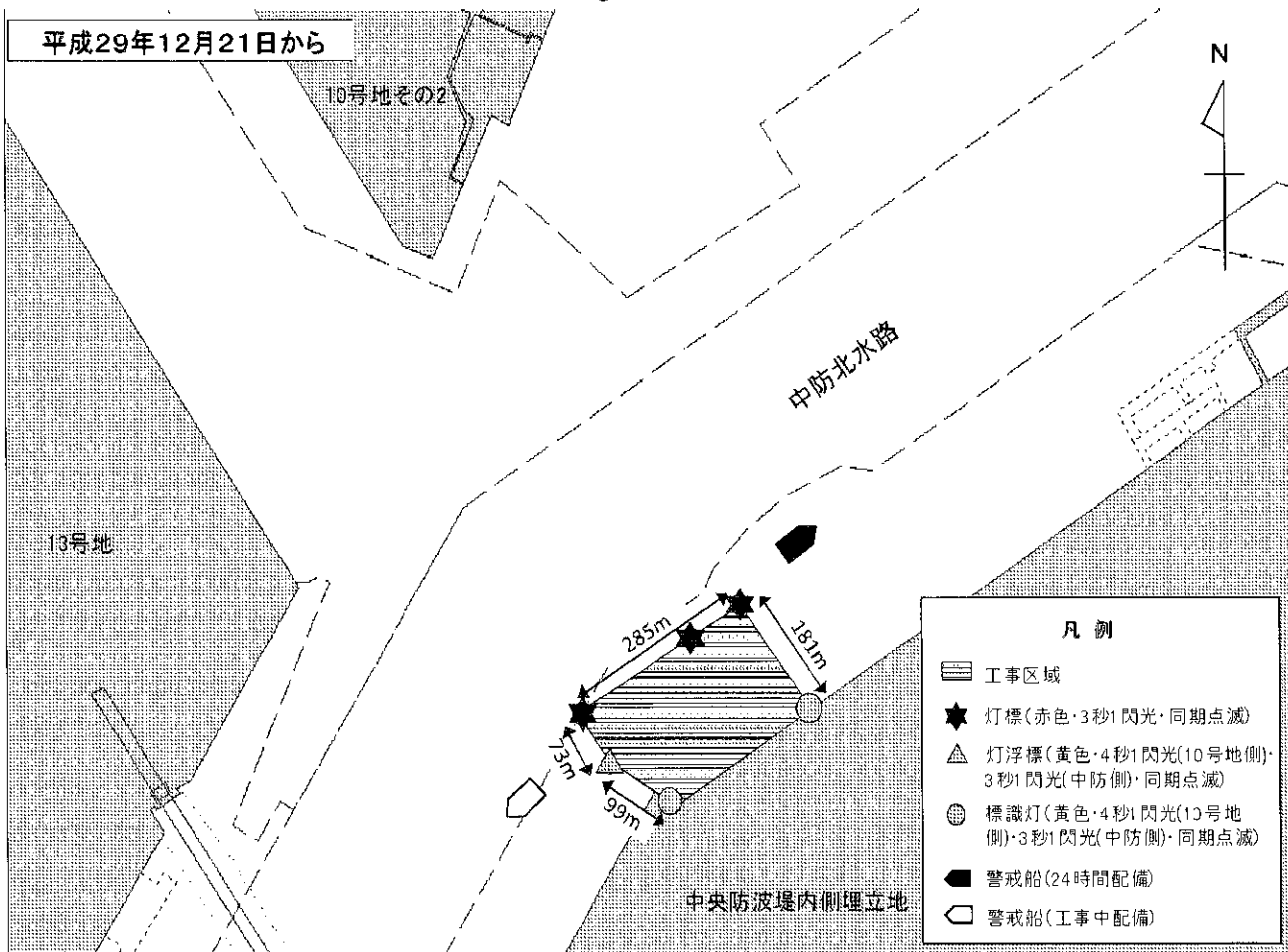 平成29年12月21日から
10号地その2
N
中防北水路
13号地
285m
181m
73m
99m
中央防波堤内側埋立地
凡例
工事区域
灯標(赤色・3秒1閃光・同期点滅)
灯浮標(黄色・4秒1閃光(10号地側)・
3秒1閃光(中防側)・同期点滅)
標識灯(黄色・4秒1閃光(10号地
側)・3秒1閃光(中防側)・同期点滅)
警戒船(24時間配備)
警戒船(工事中配備)